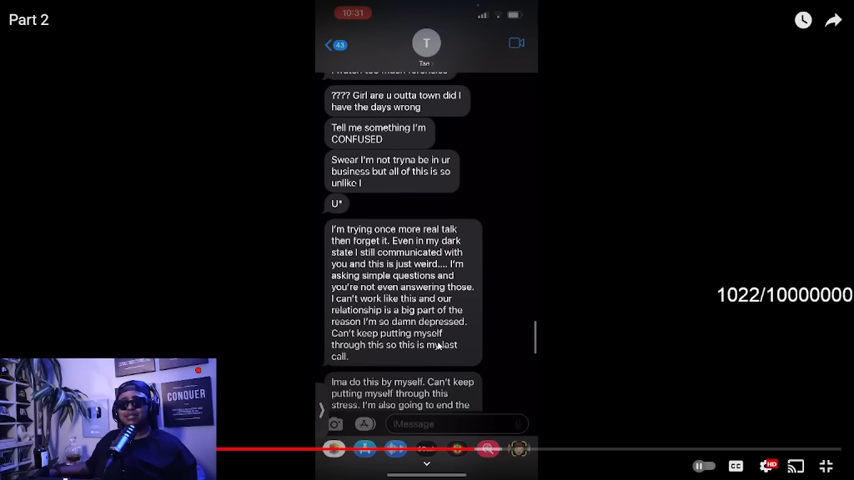 Part 2
10:31
43
T
Tari
I watch too much forensics
???? Girl are u outta town did I
have the days wrong
Tell me something I'm
CONFUSED
Swear I'm not tryna be in ur
business but all of this is so
unlike I
U*
I'm trying once more real talk
then forget it. Even in my dark
state I still communicated with
you and this is just weird.... I'm
asking simple questions and
you're not even answering those.
I can't work like this and our
relationship is a big part of the
reason I'm so damn depressed.
Can't keep putting myself
through this so this is my last
call.
Ima do this by myself. Can't keep
putting myself through this
stress. I'm also going to end the
iMessage
1022/10000000
CONQUER
CC
HD